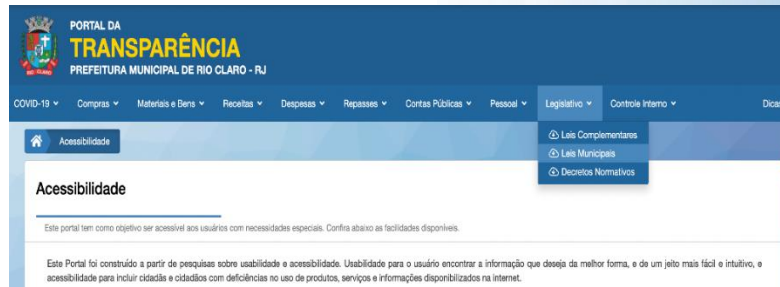 PORTAL DA
TRANSPARÊNCIA
PREFEITURA MUNICIPAL DE RIO CLARO - RJ
RIO CLARO
COVID-19 Compras Materiais e Bens Receitas Despesas Repasses Contas Públicas Pessoal Legislativo Controle Interno Dicas
Leis Complementares
Leis Municipais
Decretos Normativos
Acessibilidade
Acessibilidade
Este portal tem como objetivo ser acessível aos usuários com necessidades especiais. Confira abaixo as facilidades disponíveis.
Este Portal foi construído a partir de pesquisas sobre usabilidade e acessibilidade. Usabilidade para o usuário encontrar a informação que deseja da melhor forma, e de um jeito mais fácil e intuitivo, e
acessibilidade para incluir cidadãs e cidadãos com deficiências no uso de produtos, serviços e informações disponibilizados na internet.